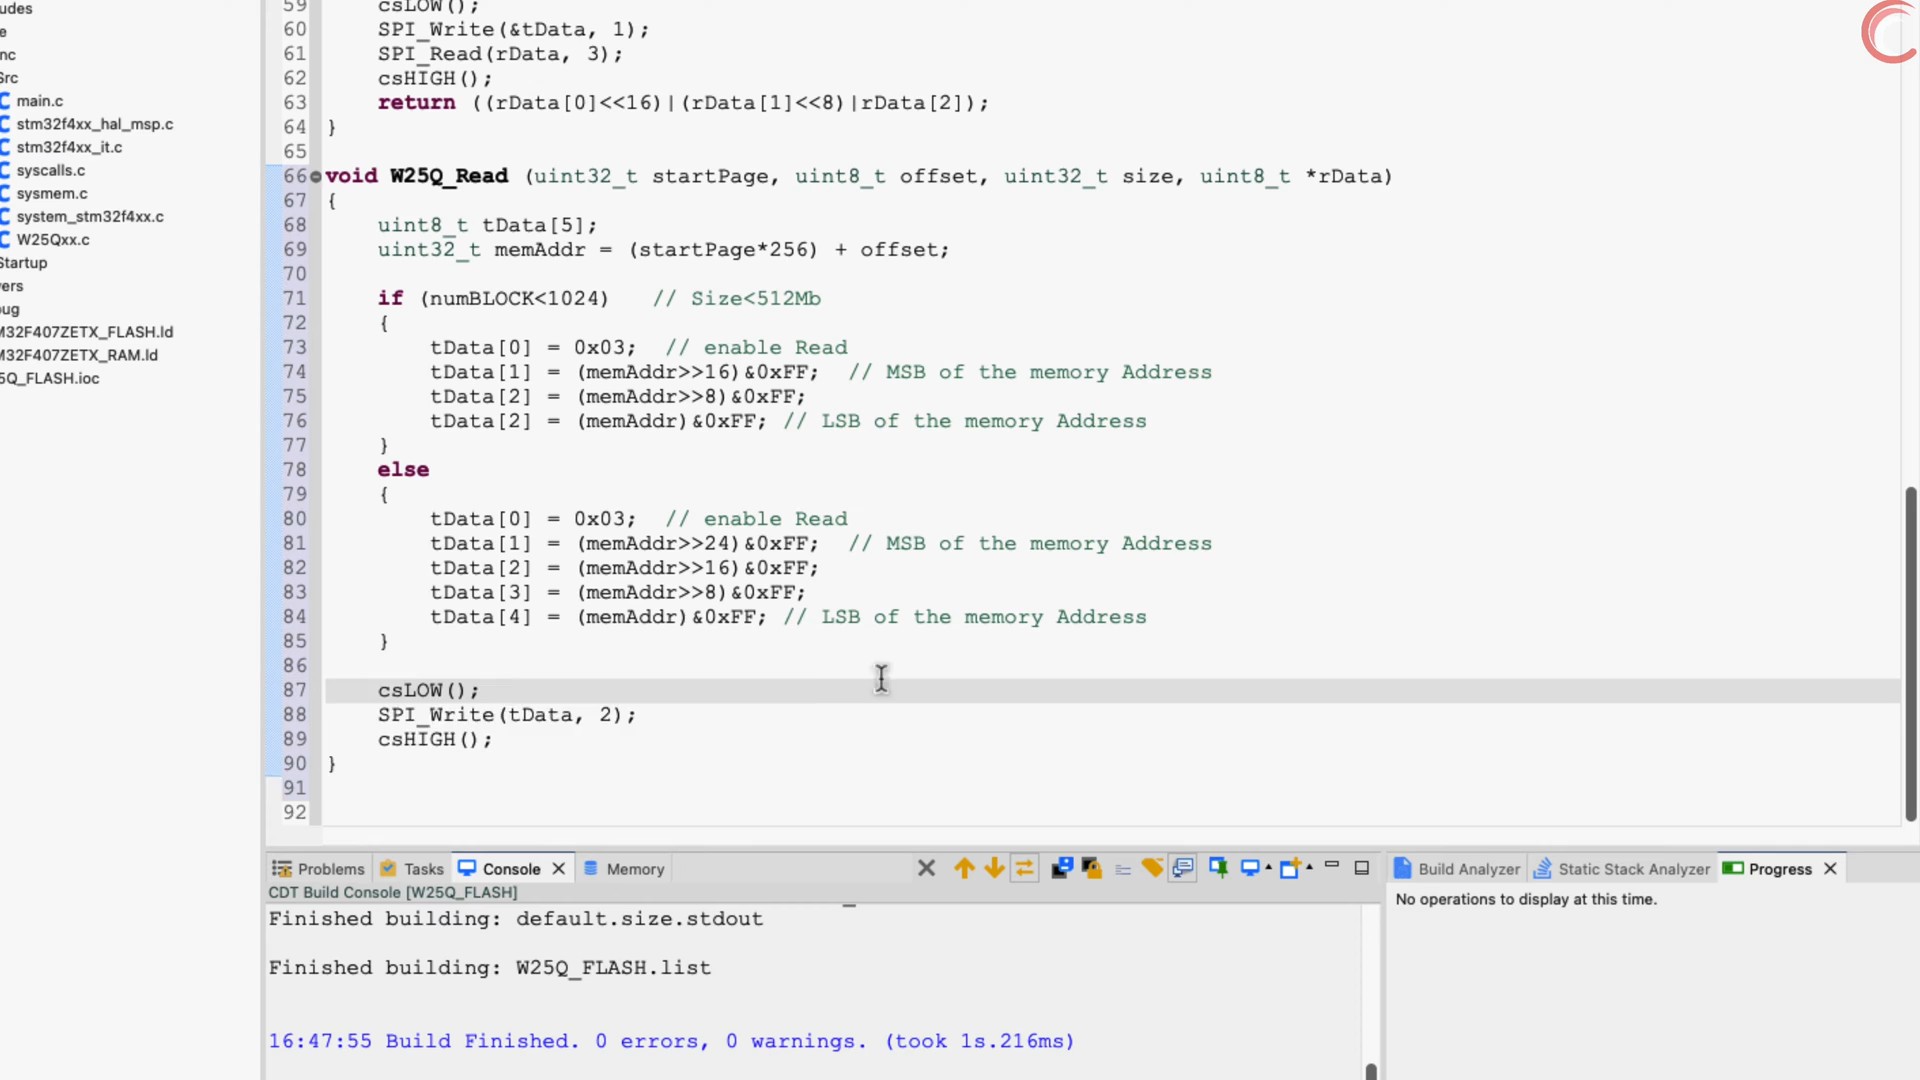 udes
59 csLOW();
e
60 SPI_Write(&tData, 1);
nc
61 SPI_Read(rData, 3);
Src
62 csHIGH();
main.c
63 return ((rData[0]<<16)|(rData[1]<<8)|rData[2]);
stm32f4xx_hal_msp.c
64 }
stm32f4xx_it.c
65
syscalls.c
66 void W25Q_Read (uint32_t startPage, uint8_t offset, uint32_t size, uint8_t *rData)
sysmem.c
67 {
system_stm32f4xx.c
68 uint8_t tData[5];
W25Qxx.c
69 uint32_t memAddr = (startPage*256) + offset;
Startup
70
vers
71 if (numBLOCK<1024) // Size<512Mb
bug
72 {
M32F407ZETX_FLASH.ld
73 tData[0] = 0x03; // enable Read
M32F407ZETX_RAM.ld
74 tData[1] = (memAddr>>16)&0xFF; // MSB of the memory Address
5Q_FLASH.ioc
75 tData[2] = (memAddr>>8)&0xFF;
76 tData[2] = (memAddr)&0xFF; // LSB of the memory Address
77 }
78 else
79 {
80 tData[0] = 0x03; // enable Read
81 tData[1] = (memAddr>>24)&0xFF; // MSB of the memory Address
82 tData[2] = (memAddr>>16)&0xFF;
83 tData[3] = (memAddr>>8)&0xFF;
84 tData[4] = (memAddr)&0xFF; // LSB of the memory Address
85 }
86
87 csLOW();
88 SPI_Write(tData, 2);
89 csHIGH();
90 }
91
92
Problems Tasks Console Memory
Build Analyzer Static Stack Analyzer Progress
CDT Build Console [W25Q_FLASH]
No operations to display at this time.
Finished building: default.size.stdout
Finished building: W25Q_FLASH.list
16:47:55 Build Finished. 0 errors, 0 warnings. (took 1s.216ms)